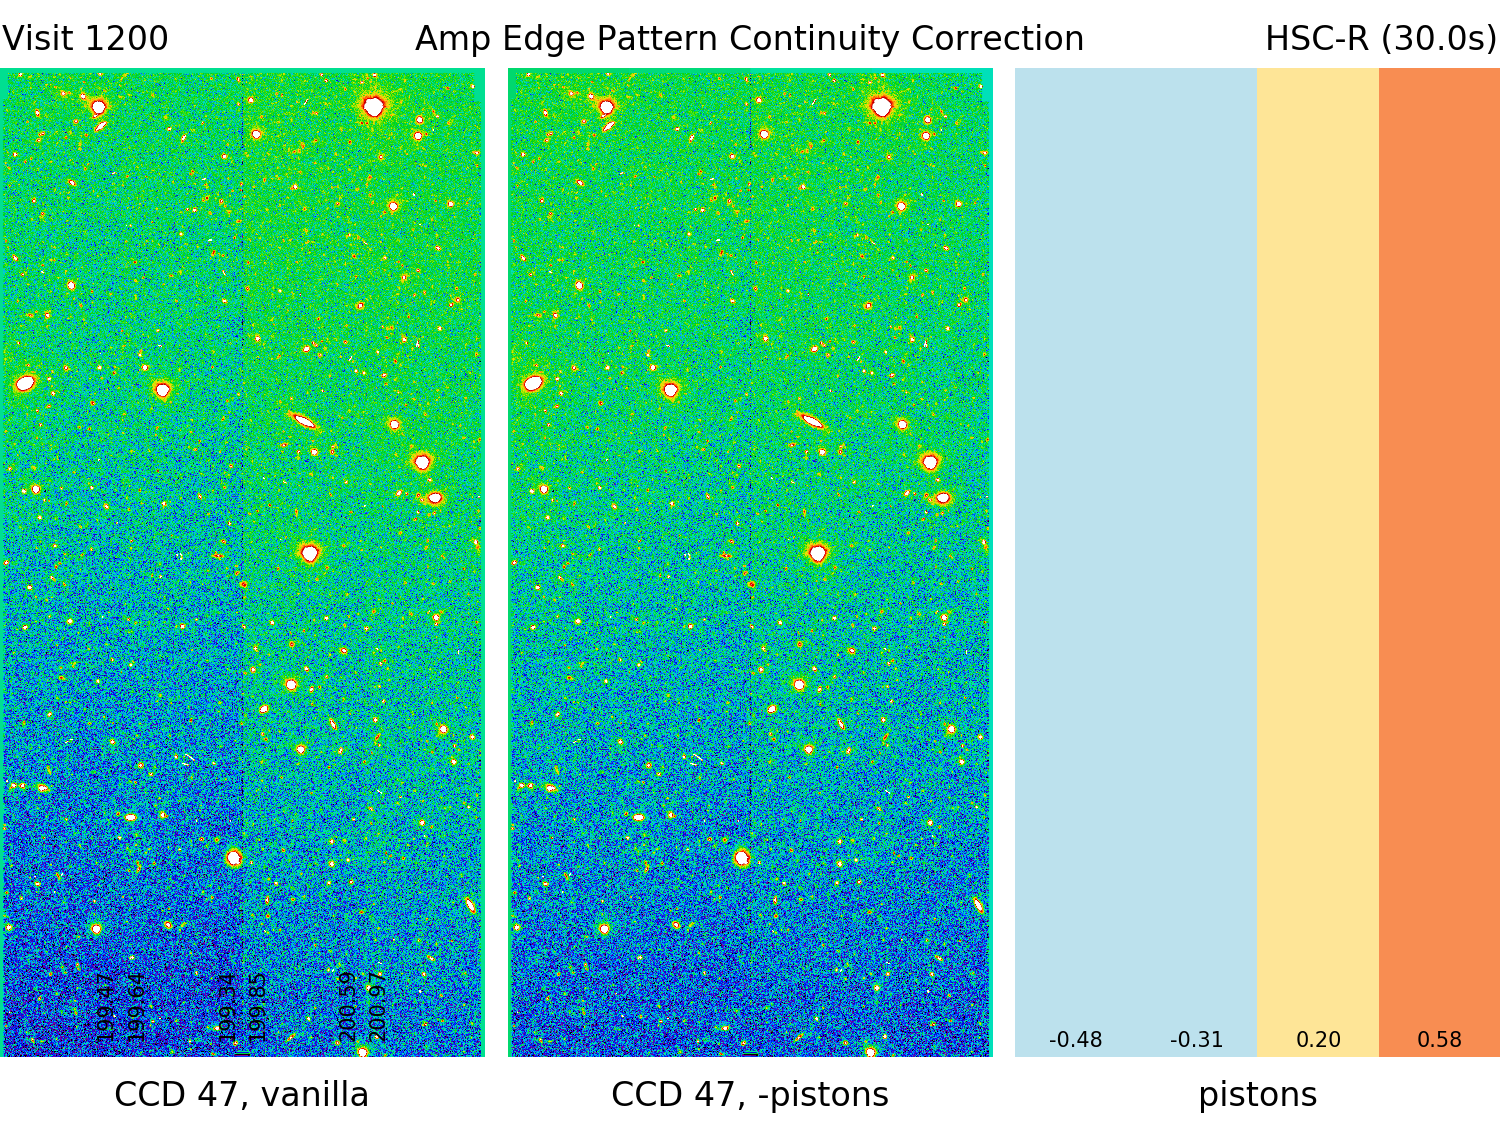 Visit 1200
Amp Edge Pattern Continuity Correction
HSC-R (30.0s)
199.47
199.64
199.34
199.85
200.59
200.97
-0.48
-0.31
0.20
0.58
CCD 47, vanilla
CCD 47, -pistons
pistons